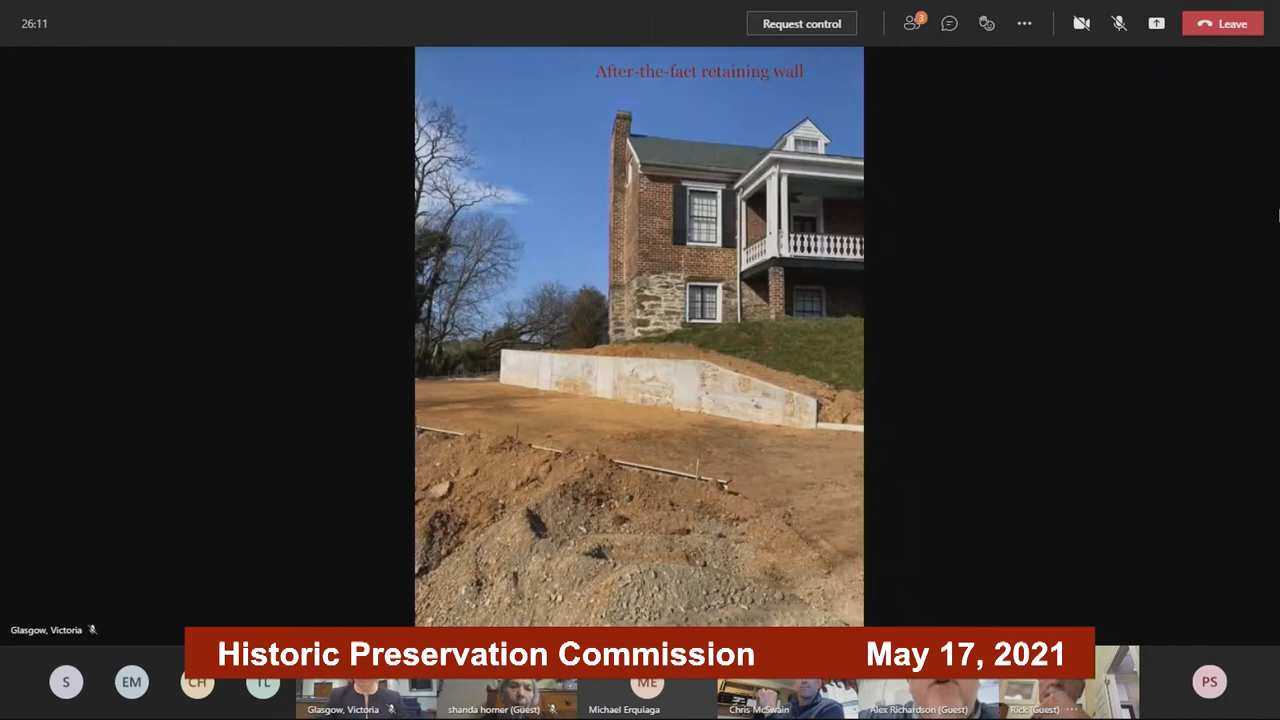 26:11
Request control
3
Leave
After-the-fact retaining wall
Glasgow, Victoria
Historic Preservation Commission May 17, 2021
S
EM
CH
TL
ME
PS
Glasgow, Victoria
shanda horner (Guest)
Michael Erquiaga
Chris McSwain
Alex Richardson (Guest)
Rick (Guest)